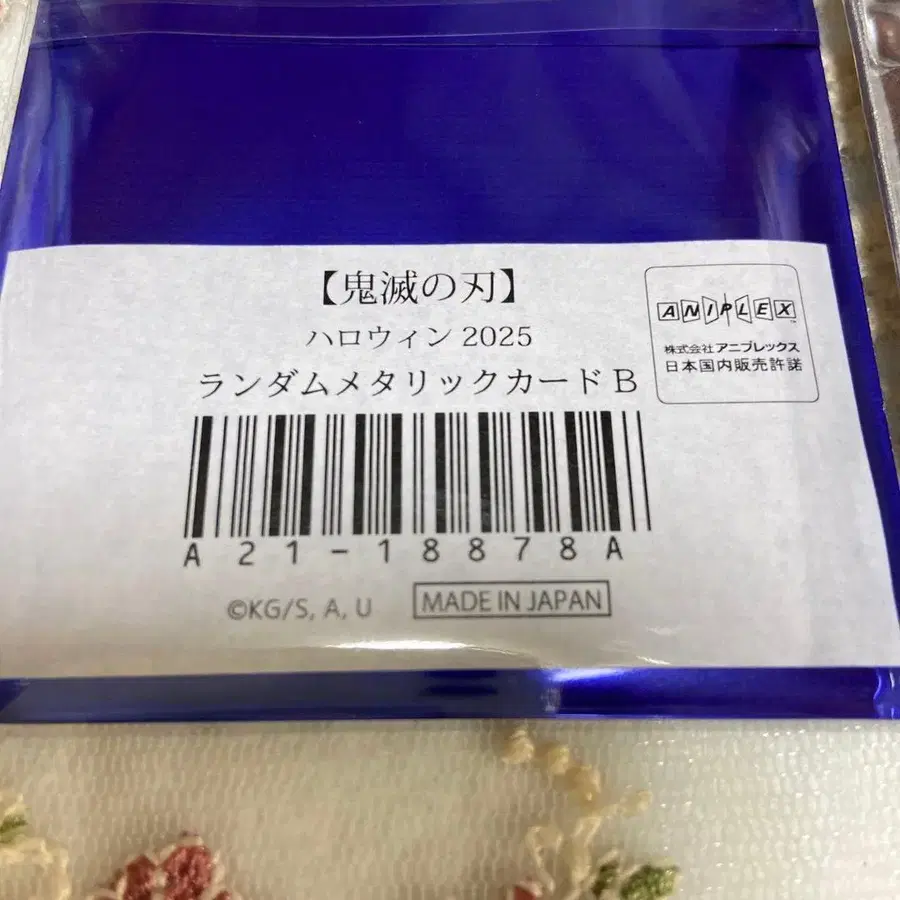 【鬼滅の刃】
ハロウィン 2025
ランダムメタリックカード B
ANIPLEX™
株式会社 アニプレックス
日本国内販売許諾
A21-18878A
©KG/S, A, U
MADE IN JAPAN